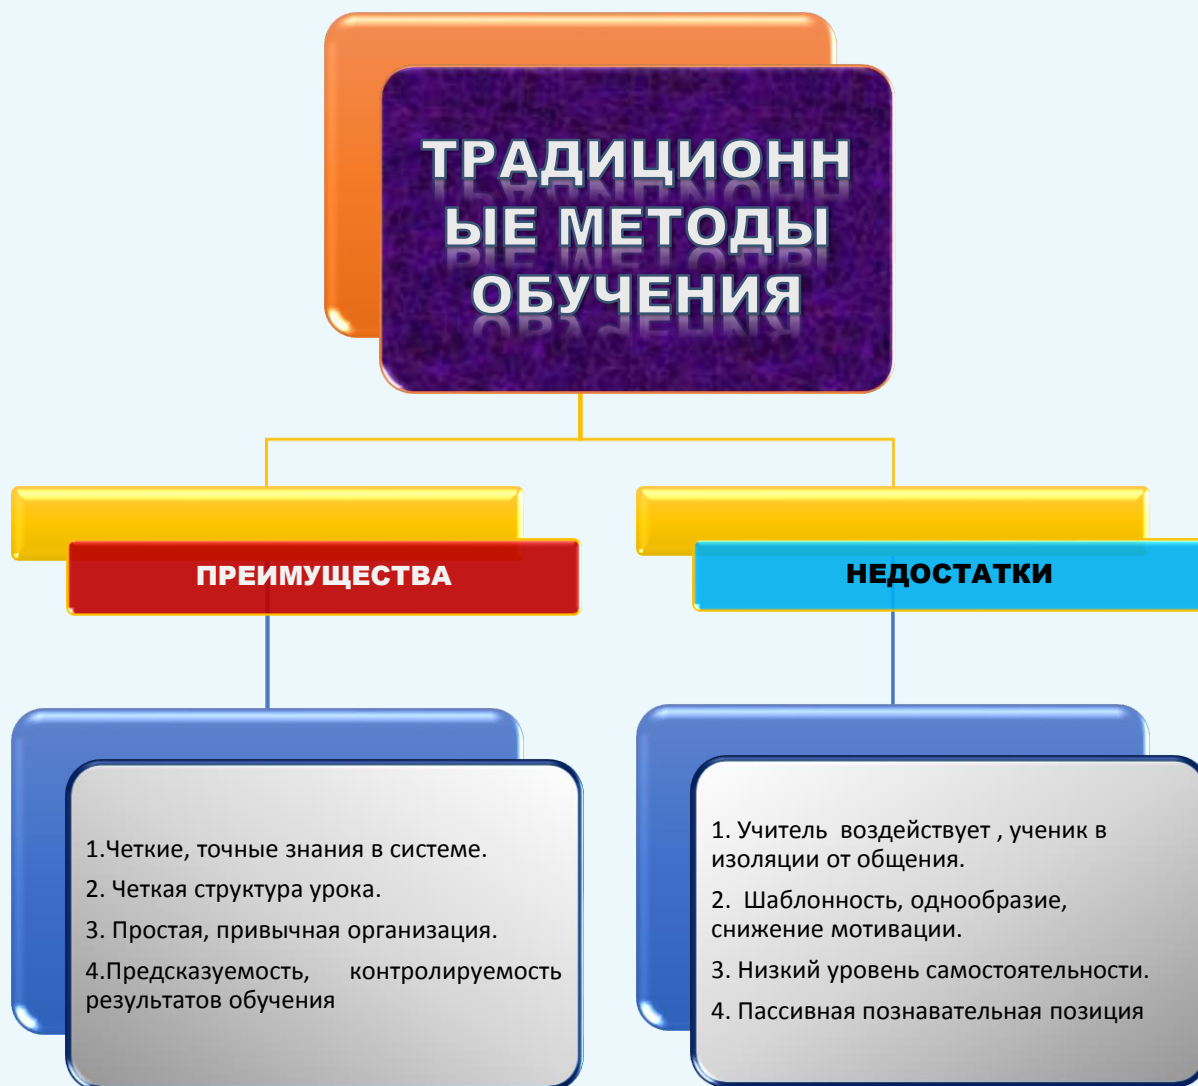 ТРАДИЦИОНН
ЫЕ МЕТОДЫ
ОБУЧЕНИЯ
ПРЕИМУЩЕСТВА
1.Четкие, точные знания в системе.
2. Четкая структура урока.
3. Простая, привычная организация.
4.Предсказуемость, контролируемость
результатов обучения
НЕДОСТАТКИ
1. Учитель воздействует , ученик в
изоляции от общения.
2. Шаблонность, однообразие,
снижение мотивации.
3. Низкий уровень самостоятельности.
4. Пассивная познавательная позиция